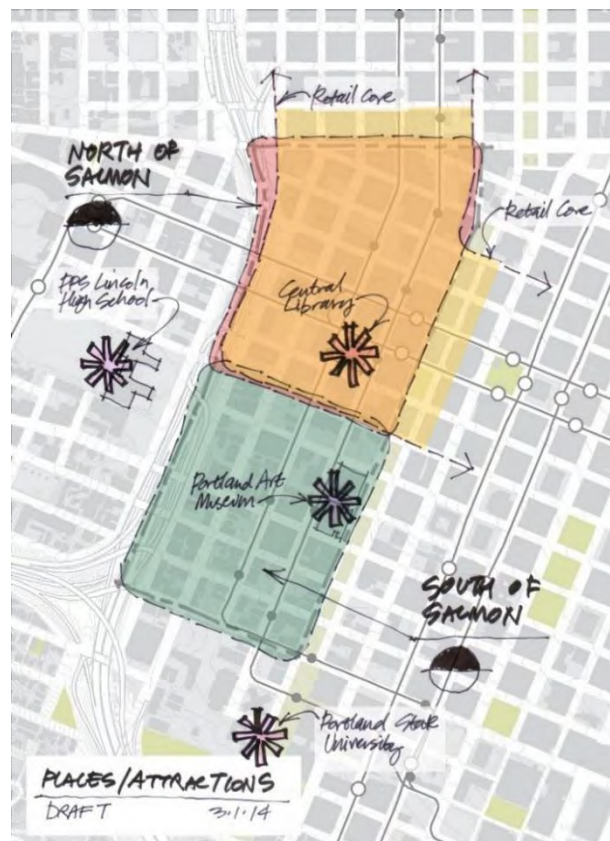 Retail Core
NORTH OF
SALMON
Retail Core
PPS Lincoln
High School
Central
Library
Portland Art
Museum
SOUTH OF
SALMON
Portland State
University
PLACES/ATTRACTIONS
DRAFT 3.1.14